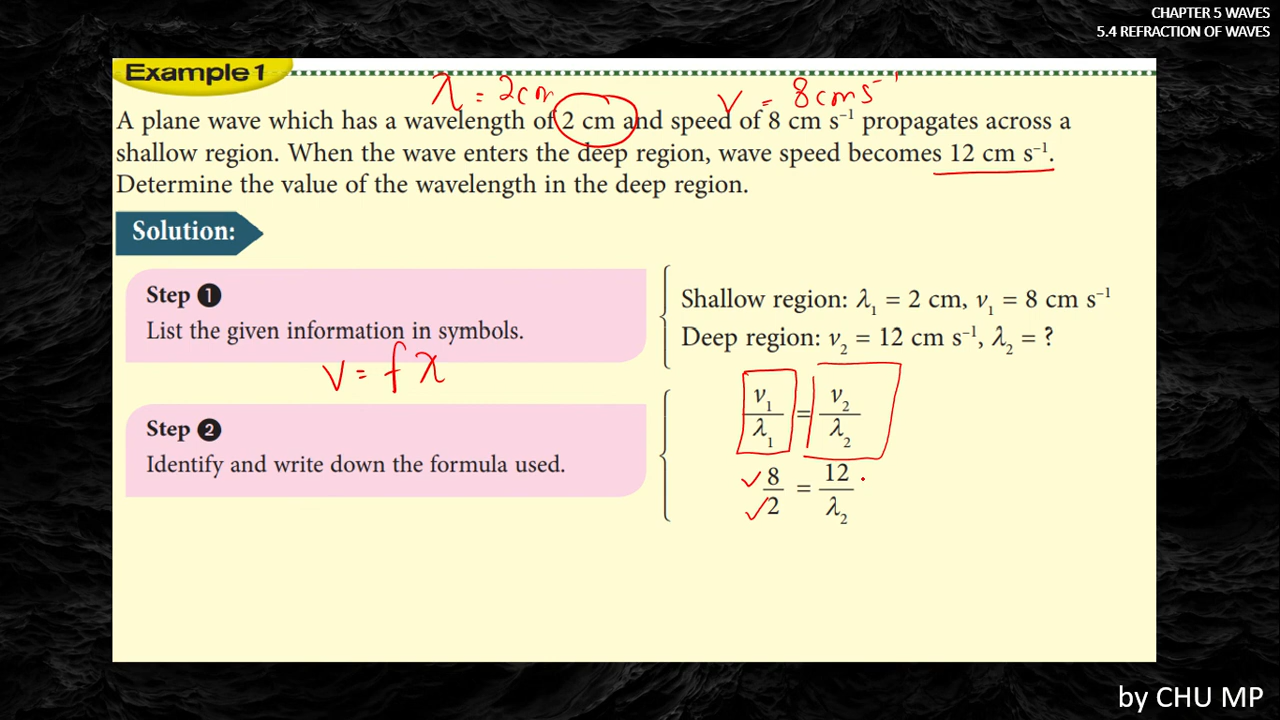 CHAPTER 5 WAVES
5.4 REFRACTION OF WAVES
Example 1
λ = 2cm
v = 8cms⁻¹
A plane wave which has a wavelength of 2 cm and speed of 8 cm s⁻¹ propagates across a
shallow region. When the wave enters the deep region, wave speed becomes 12 cm s⁻¹.
Determine the value of the wavelength in the deep region.
Solution:
Step 1
List the given information in symbols.
Shallow region: λ₁ = 2 cm, v₁ = 8 cm s⁻¹
Deep region: v₂ = 12 cm s⁻¹, λ₂ = ?
v = fλ
Step 2
Identify and write down the formula used.
v₁/λ₁ = v₂/λ₂
8/2 = 12/λ₂
by CHU MP